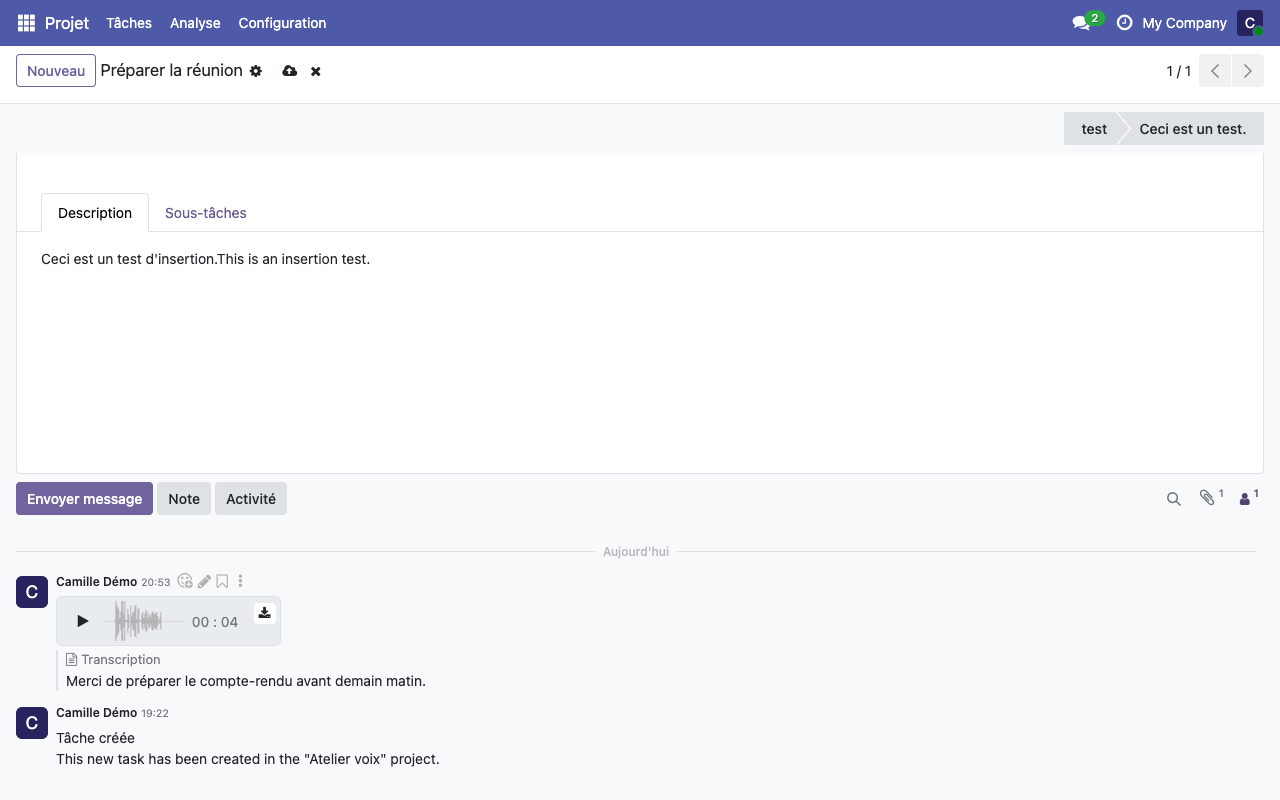 Projet Tâches Analyse Configuration 2 My Company C
Nouveau Préparer la réunion 1 / 1
test Ceci est un test.
Description Sous-tâches
Ceci est un test d'insertion.This is an insertion test.
Envoyer message Note Activité 1 1
Aujourd'hui
C Camille Démo 20:53
00 : 04
Transcription
Merci de préparer le compte-rendu avant demain matin.
C Camille Démo 19:22
Tâche créée
This new task has been created in the "Atelier voix" project.